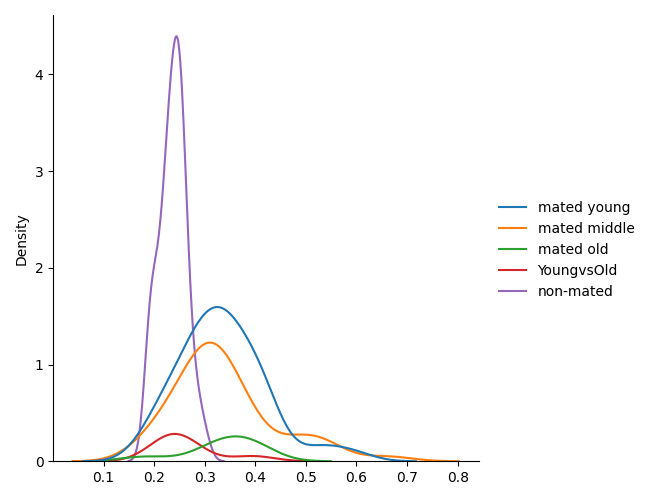 4
3
2
1
0
Density
0.1 0.2 0.3 0.4 0.5 0.6 0.7 0.8
mated young
mated middle
mated old
YoungvsOld
non-mated